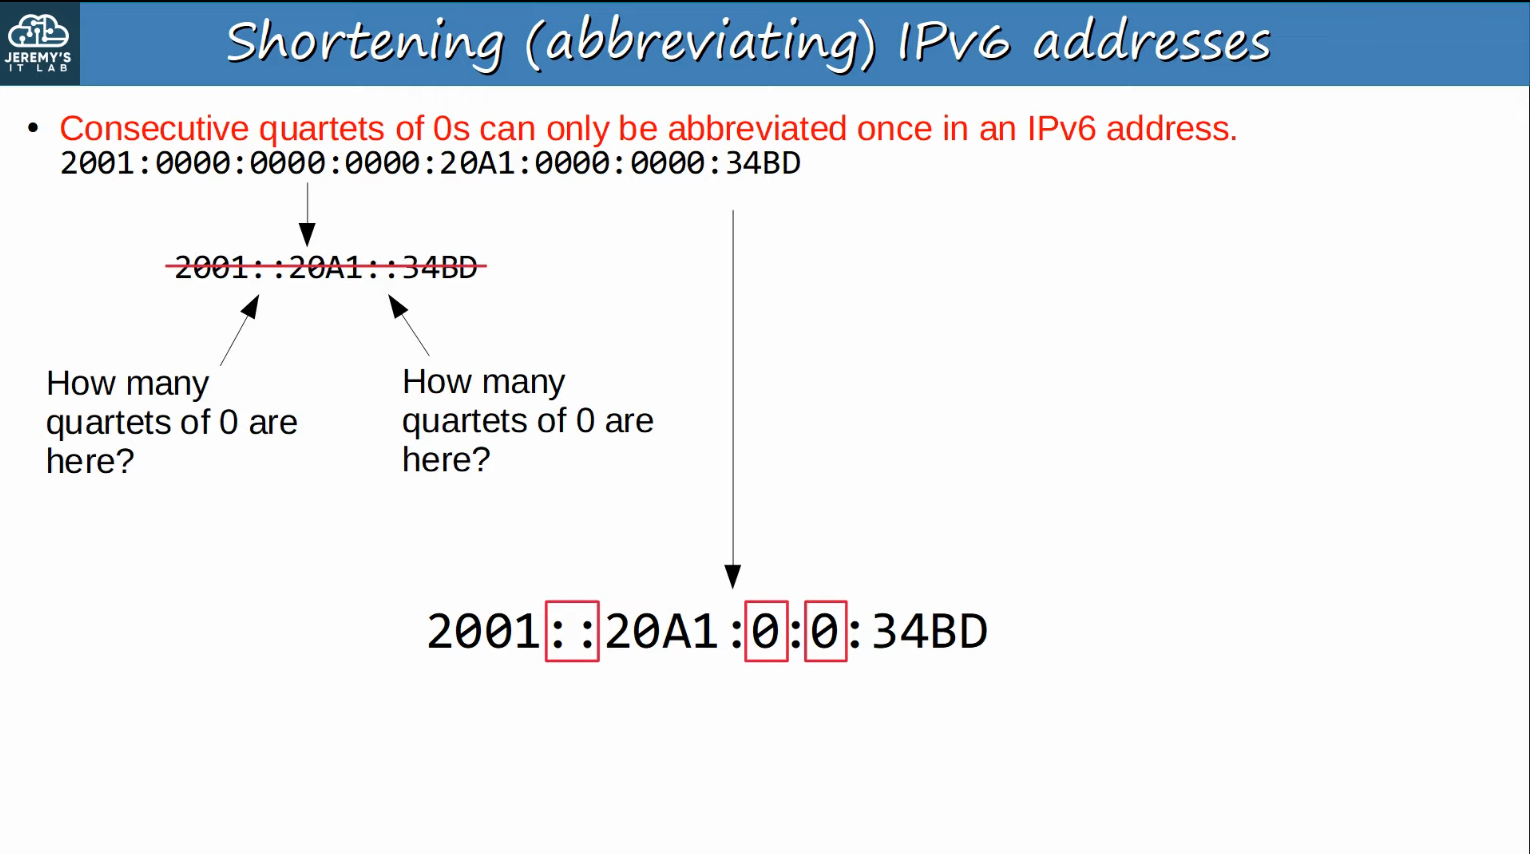 JEREMY'S
IT LAB
Shortening (abbreviating) IPv6 addresses
• Consecutive quartets of 0s can only be abbreviated once in an IPv6 address.
2001:0000:0000:0000:20A1:0000:0000:34BD
2001::20A1::34BD
How many
quartets of 0 are
here?
How many
quartets of 0 are
here?
2001::20A1:0:0:34BD